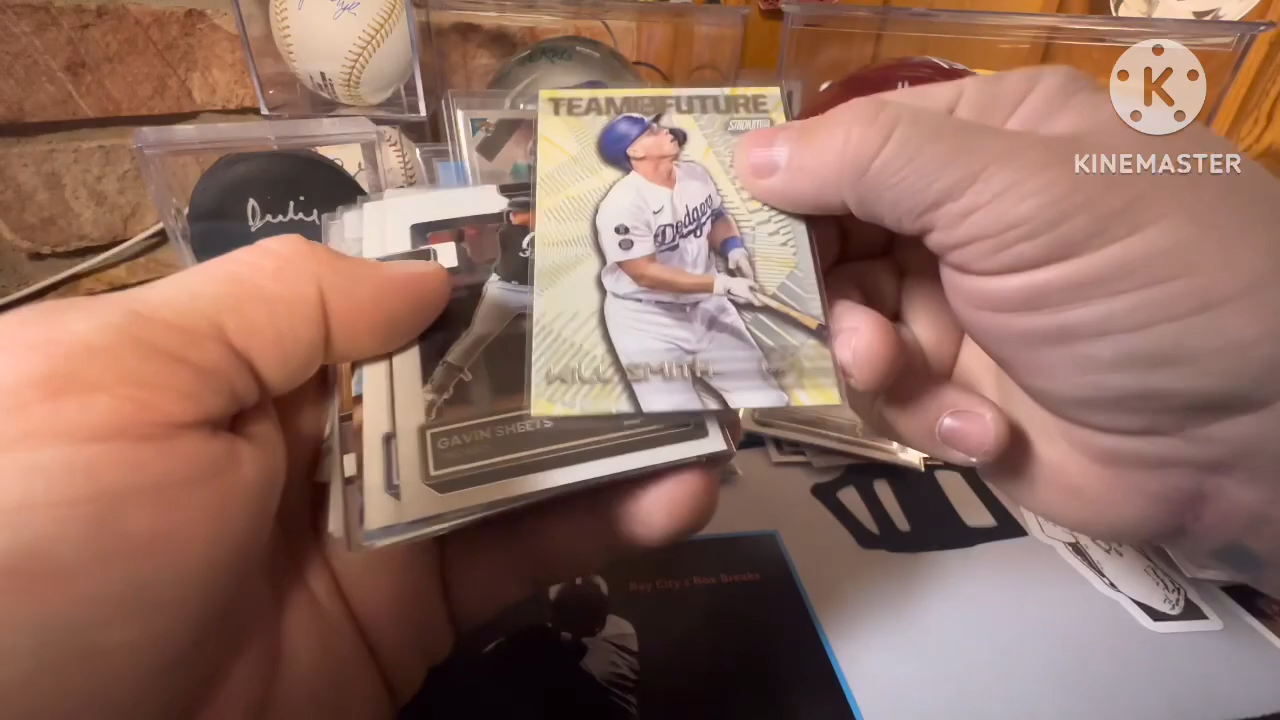 TEAM OF FUTURE
STADIUM
Dodgers
WILL SMITH
GAVIN SHEETS
Bay City's Box Breaks
K
KINEMASTER